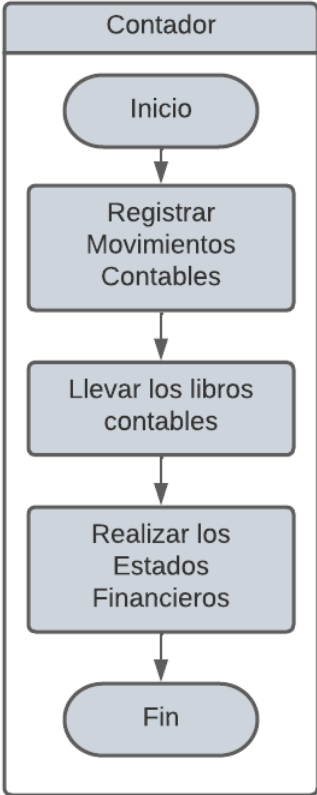 Contador
Inicio
Registrar
Movimientos
Contables
Llevar los libros
contables
Realizar los
Estados
Financieros
Fin